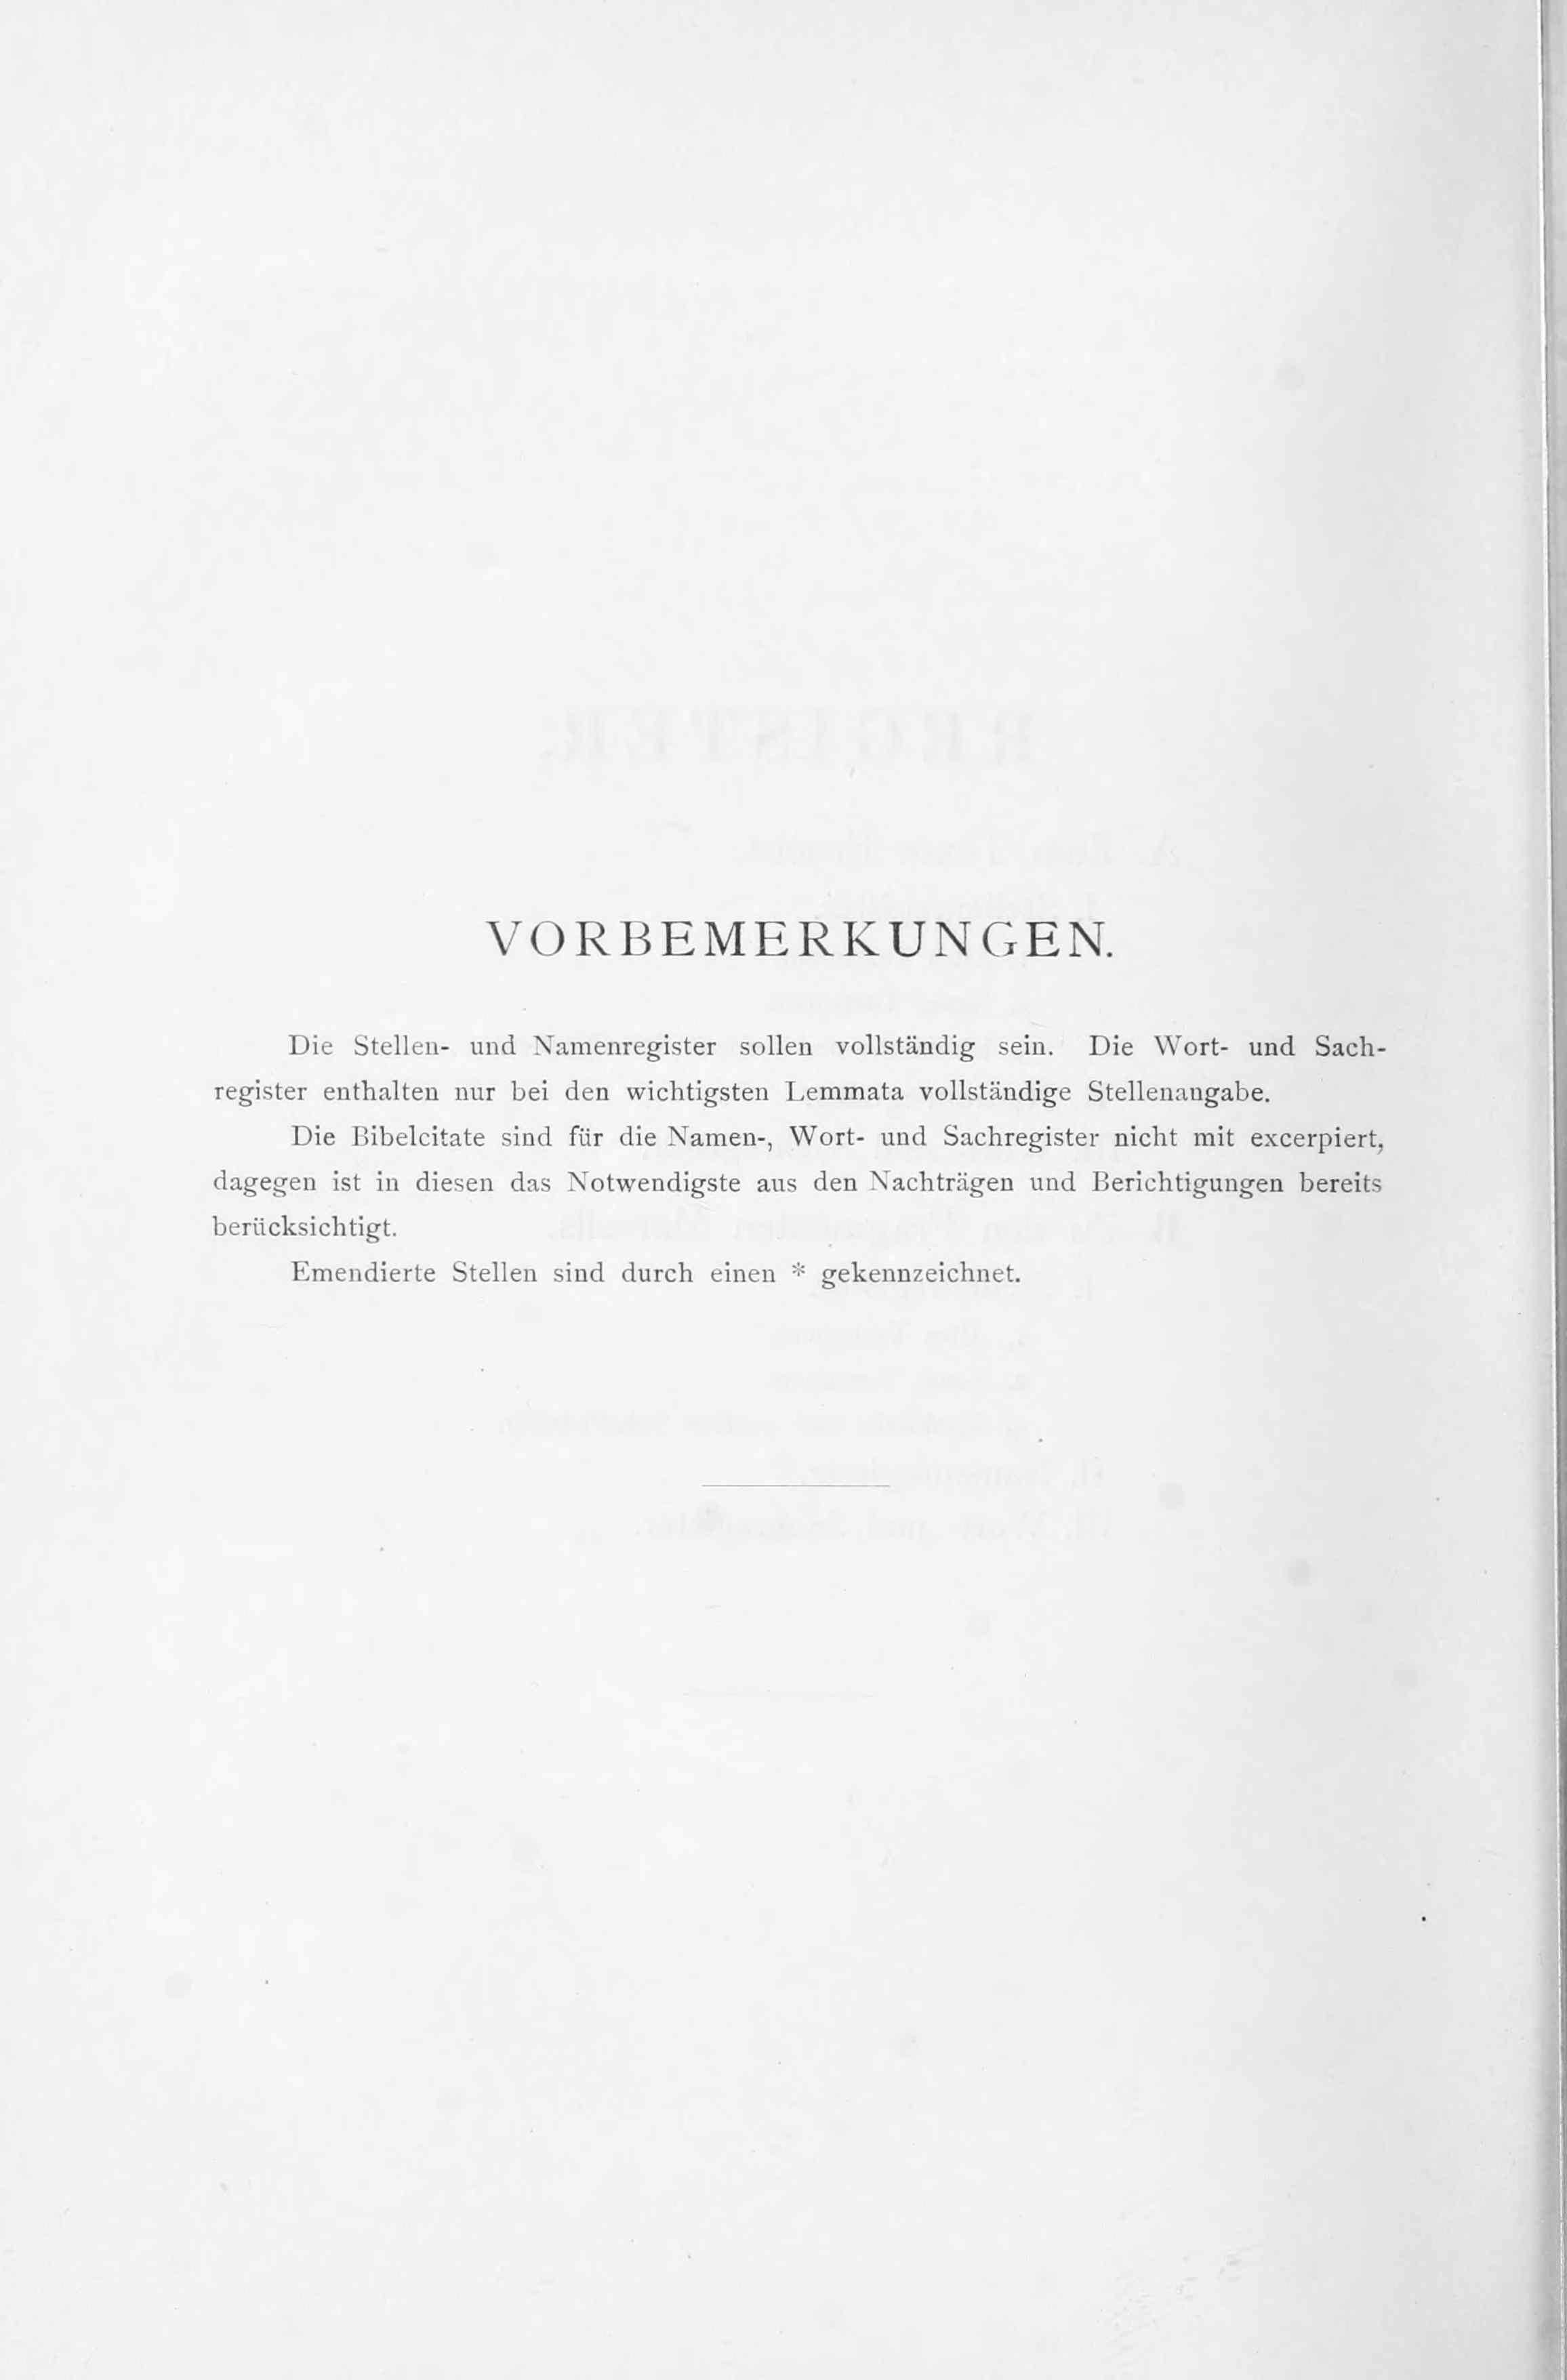 VORBEMERKUNGEN.
Die Stellen- und Namenregister sollen vollständig sein. Die Wort- und Sach-
register enthalten nur bei den wichtigsten Lemmata vollständige Stellenangabe.
Die Bibelcitate sind für die Namen-, Wort- und Sachregister nicht mit excerpiert,
dagegen ist in diesen das Notwendigste aus den Nachträgen und Berichtigungen bereits
berücksichtigt.
Emendierte Stellen sind durch einen * gekennzeichnet.